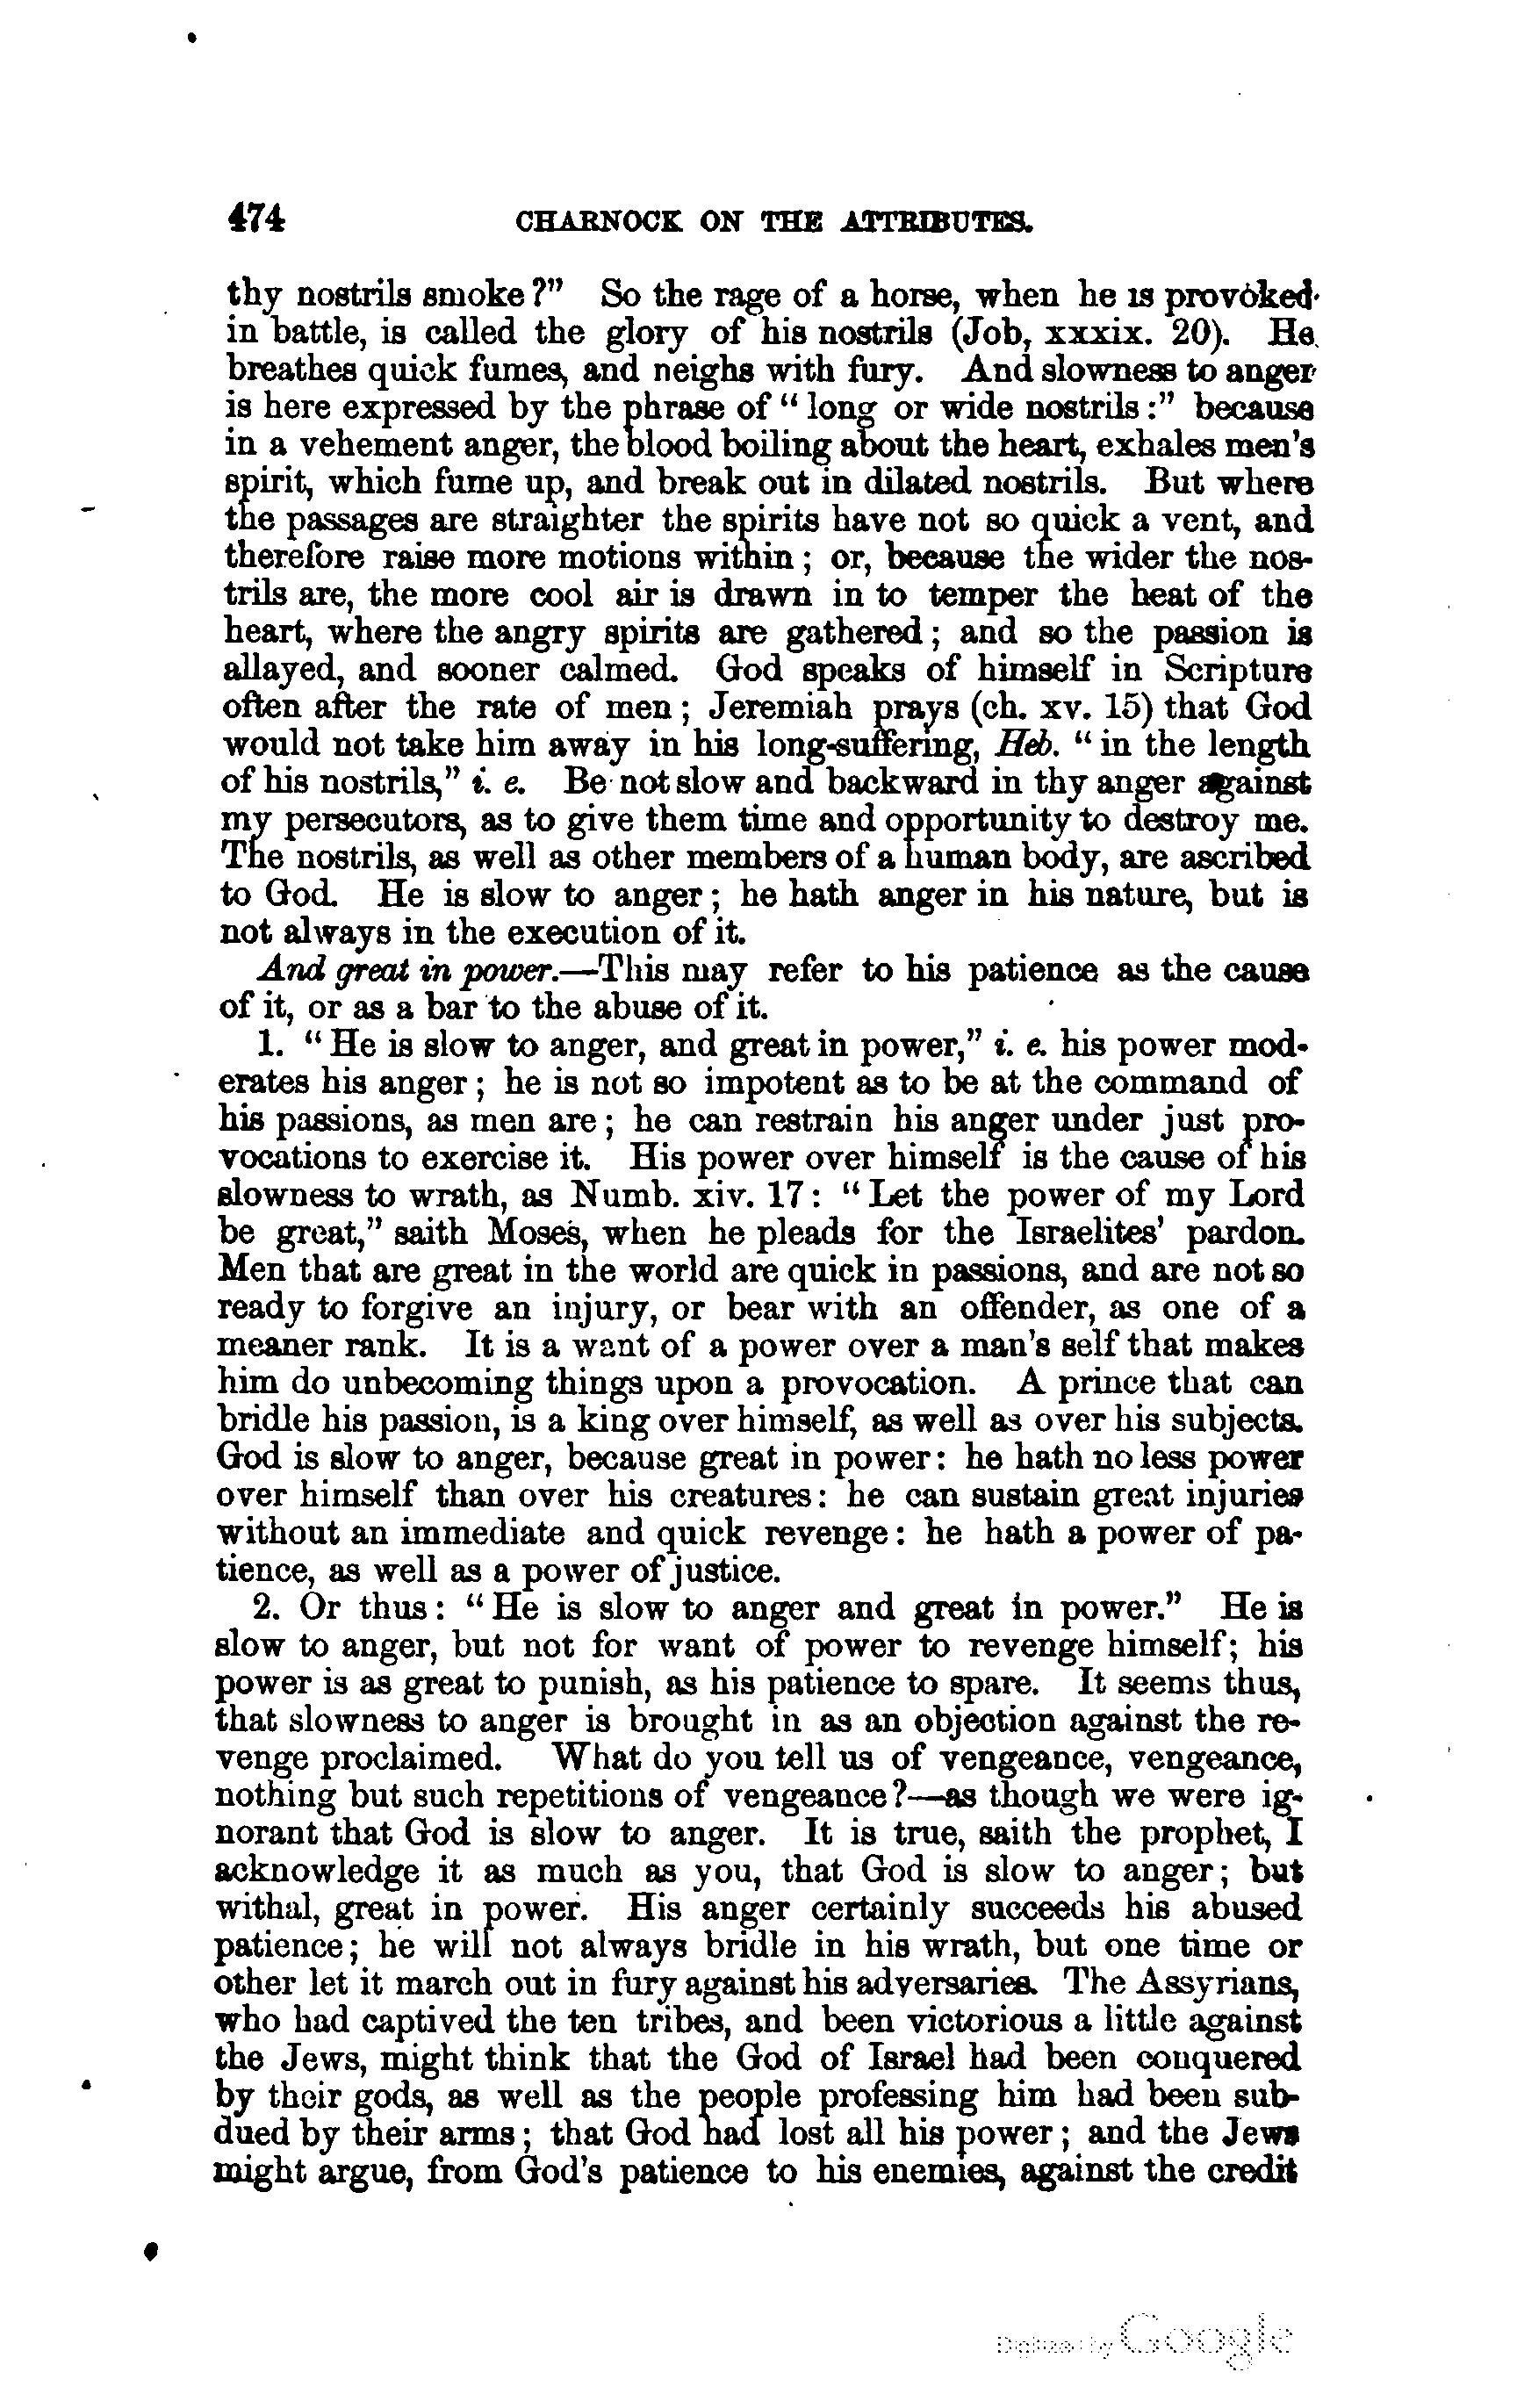 474 CHARNOCK ON THE ATTRIBUTES.
thy nostrils smoke?" So the rage of a horse, when he is provoked
in battle, is called the glory of his nostrils (Job, xxxix. 20). He
breathes quick fumes, and neighs with fury. And slowness to anger
is here expressed by the phrase of "long or wide nostrils:" because
in a vehement anger, the blood boiling about the heart, exhales men's
spirit, which fume up, and break out in dilated nostrils. But where
the passages are straighter the spirits have not so quick a vent, and
therefore raise more motions within; or, because the wider the nos-
trils are, the more cool air is drawn in to temper the heat of the
heart, where the angry spirits are gathered; and so the passion is
allayed, and sooner calmed. God speaks of himself in Scripture
often after the rate of men; Jeremiah prays (ch. xv. 15) that God
would not take him away in his long-suffering, Heb. "in the length
of his nostrils," i. e. Be not slow and backward in thy anger against
my persecutors, as to give them time and opportunity to destroy me.
The nostrils, as well as other members of a human body, are ascribed
to God. He is slow to anger; he hath anger in his nature, but is
not always in the execution of it.
And great in power.—This may refer to his patience as the cause
of it, or as a bar to the abuse of it.
1. "He is slow to anger, and great in power," i. e. his power mod-
erates his anger; he is not so impotent as to be at the command of
his passions, as men are; he can restrain his anger under just pro-
vocations to exercise it. His power over himself is the cause of his
slowness to wrath, as Numb. xiv. 17: "Let the power of my Lord
be great," saith Moses, when he pleads for the Israelites' pardon.
Men that are great in the world are quick in passions, and are not so
ready to forgive an injury, or bear with an offender, as one of a
meaner rank. It is a want of a power over a man's self that makes
him do unbecoming things upon a provocation. A prince that can
bridle his passion, is a king over himself, as well as over his subjects.
God is slow to anger, because great in power: he hath no less power
over himself than over his creatures: he can sustain great injuries
without an immediate and quick revenge: he hath a power of pa-
tience, as well as a power of justice.
2. Or thus: "He is slow to anger and great in power." He is
slow to anger, but not for want of power to revenge himself; his
power is as great to punish, as his patience to spare. It seems thus,
that slowness to anger is brought in as an objection against the re-
venge proclaimed. What do you tell us of vengeance, vengeance,
nothing but such repetitions of vengeance?—as though we were ig-
norant that God is slow to anger. It is true, saith the prophet, I
acknowledge it as much as you, that God is slow to anger; but
withal, great in power. His anger certainly succeeds his abused
patience; he will not always bridle in his wrath, but one time or
other let it march out in fury against his adversaries. The Assyrians,
who had captived the ten tribes, and been victorious a little against
the Jews, might think that the God of Israel had been conquered
by their gods, as well as the people professing him had been sub-
dued by their arms; that God had lost all his power; and the Jews
might argue, from God's patience to his enemies, against the credit
Digitized by Google